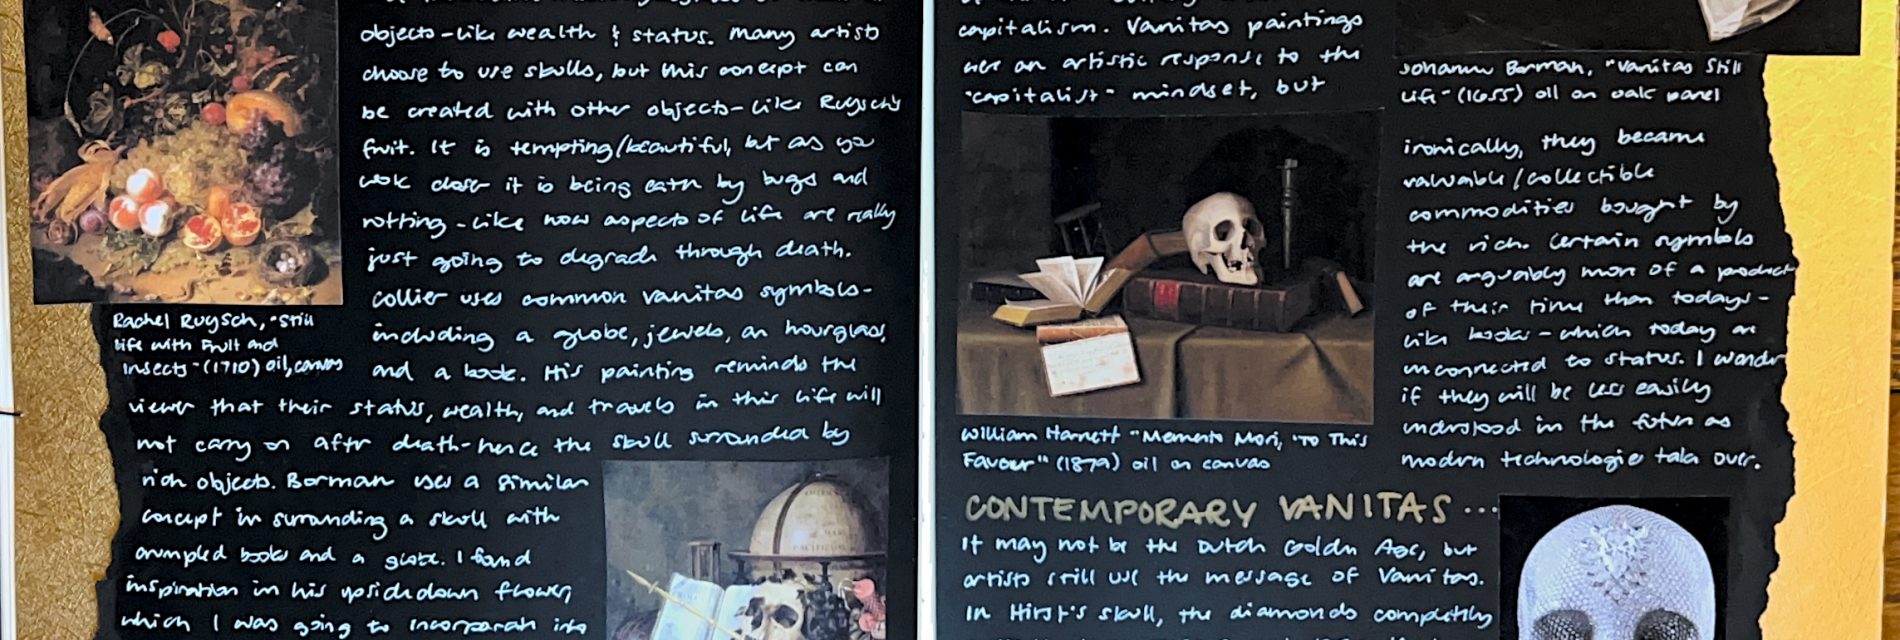 objects-like wealth & status. Many artists
choose to use skulls, but this concept can
be created with other objects- like Ruysch's
fruit. It is tempting/beautiful, but as you
look closer it is being eatn by bugs and
rotting-like how aspects of life are really
just going to degrade through death.
Collier uses common vanitas symbols-
including a globe, jewels, an hourglass,
and a book. His painting reminds the
viewer that their status, wealth, and travels in this life will
not carry on after death-hence the skull surrounded by
rich objects. Borman uses a similar
concept in surrounding a skull with
crumpled books and a globe. I found
inspiration in his upside down flower,
which I was going to incorporate into
Rachel Ruysch, "Still
life with Fruit and
Insects" (1710) oil, canvas
capitalism. Vanitas paintings
were an artistic response to the
"capitalist" mindset, but
William Harnett "Memento Mori, "To This
Favour" (1879) oil on canvas
Johannes Borman, "Vanitas Still
Life" (1655) oil on oak panel
ironically, they became
valuable/collectible
commodities bought by
the rich. Certain symbols
are arguably more of a product
of their time than todays-
like books-which today are
unconnected to status. I wonder
if they will be less easily
understood in the future as
modern technologies take over.
CONTEMPORARY VANITAS...
It may not be the Dutch Golden Age, but
artists still use the message of Vanitas.
In Hirst's skull, the diamonds completely